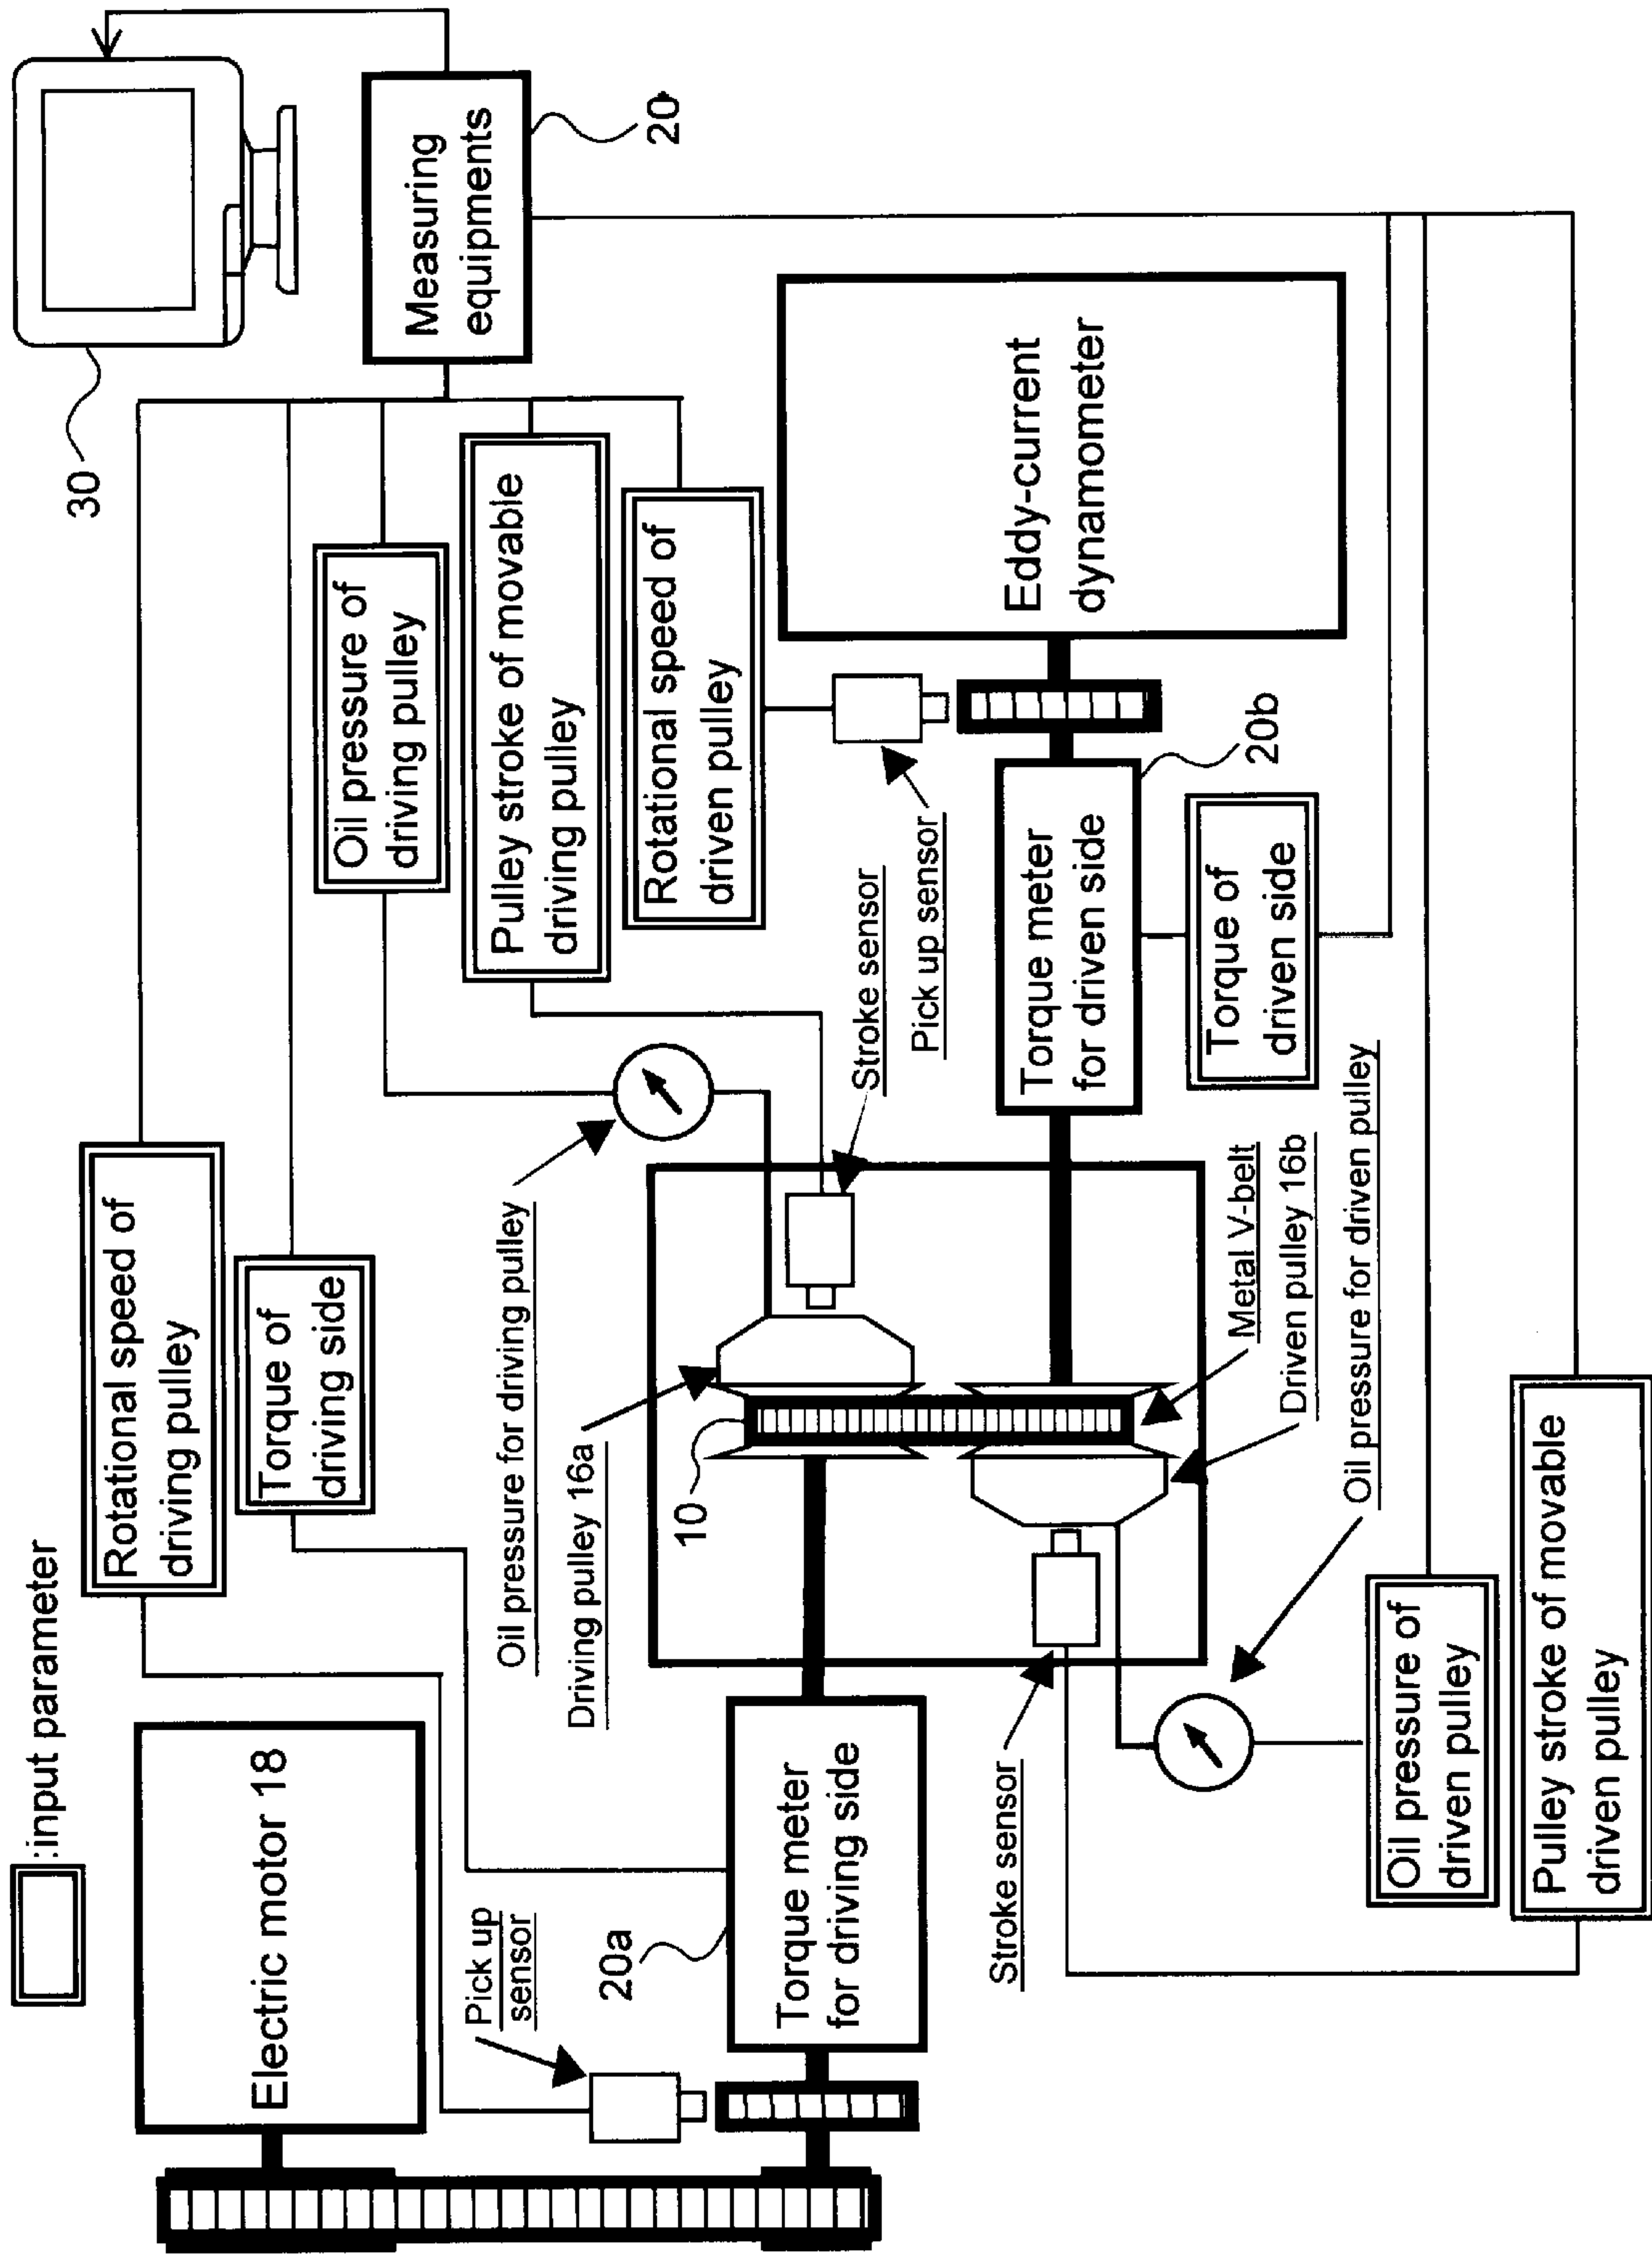 :input parameter
30
Electric motor 18
Rotational speed of
driving pulley
Torque of
driving side
Oil pressure of
driving pulley
Measuring
equipments
20
Pulley stroke of movable
driving pulley
Rotational speed of
driven pulley
Pick up
sensor
Oil pressure for driving pulley
Driving pulley 16a
20a
10
Torque meter
for driving side
Stroke sensor
Pick up sensor
Eddy-current
dynamometer
Torque meter
for driven side
20b
Stroke sensor
Torque of
driven side
Metal V-belt
Driven pulley 16b
Oil pressure for driven pulley
Oil pressure of
driven pulley
Pulley stroke of movable
driven pulley